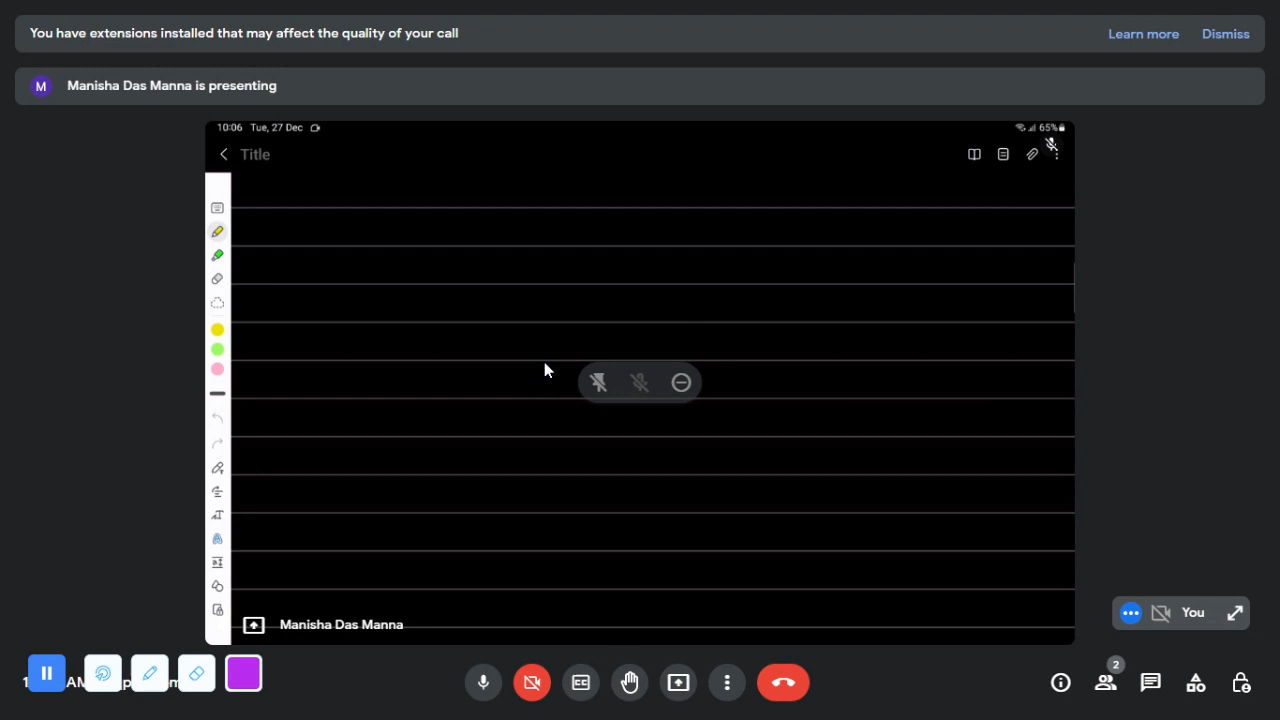 You have extensions installed that may affect the quality of your call
Learn more
Dismiss
M
Manisha Das Manna is presenting
10:06 Tue, 27 Dec
65%
Title
Manisha Das Manna
You
2